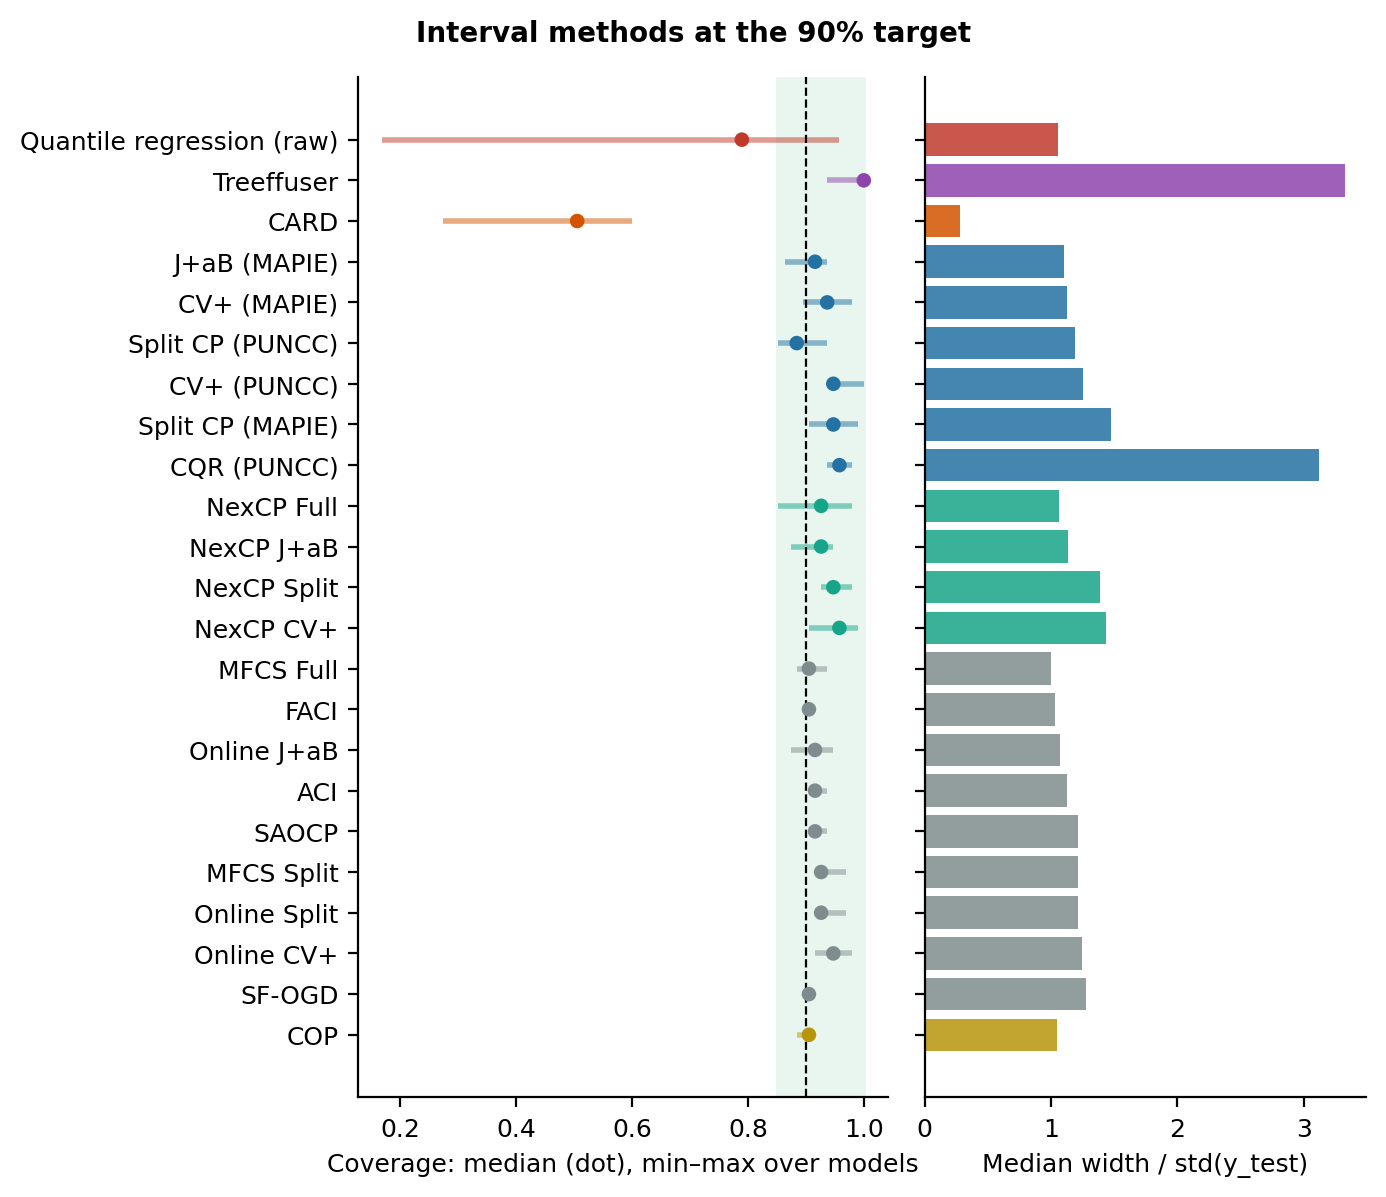 Interval methods at the 90% target
Quantile regression (raw)
Treeffuser
CARD
J+aB (MAPIE)
CV+ (MAPIE)
Split CP (PUNCC)
CV+ (PUNCC)
Split CP (MAPIE)
CQR (PUNCC)
NexCP Full
NexCP J+aB
NexCP Split
NexCP CV+
MFCS Full
FACI
Online J+aB
ACI
SAOCP
MFCS Split
Online Split
Online CV+
SF-OGD
COP
0.2 0.4 0.6 0.8 1.0
Coverage: median (dot), min–max over models
0 1 2 3
Median width / std(y_test)